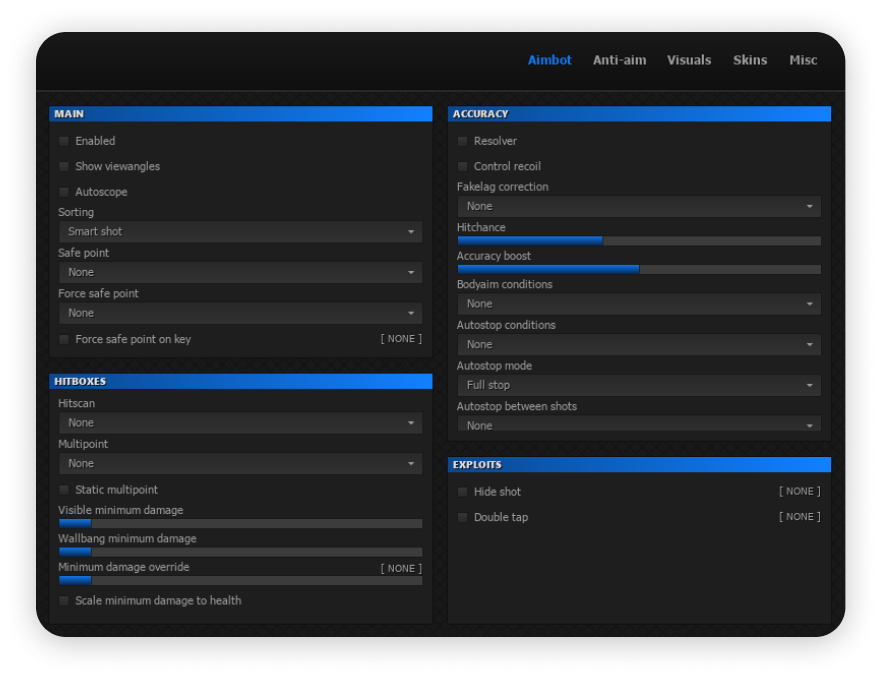 Aimbot Anti-aim Visuals Skins Misc
MAIN
Enabled
Show viewangles
Autoscope
Sorting
Smart shot
Safe point
None
Force safe point
None
Force safe point on key [ NONE ]
HITBOXES
Hitscan
None
Multipoint
None
Static multipoint
Visible minimum damage
Wallbang minimum damage
Minimum damage override [ NONE ]
Scale minimum damage to health
ACCURACY
Resolver
Control recoil
Fakelag correction
None
Hitchance
Accuracy boost
Bodyaim conditions
None
Autostop conditions
None
Autostop mode
Full stop
Autostop between shots
None
EXPLOITS
Hide shot [ NONE ]
Double tap [ NONE ]